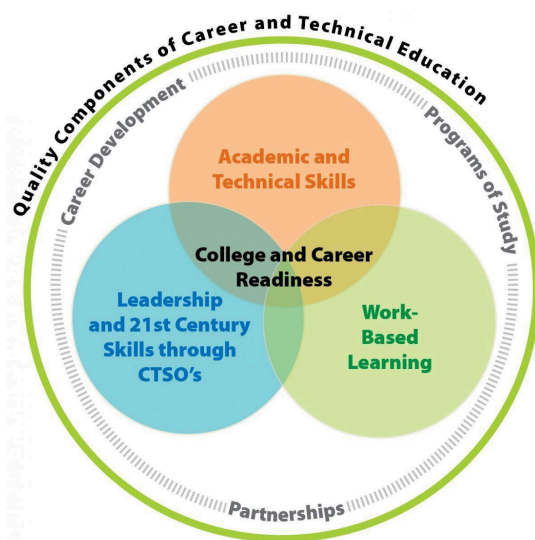 Quality Components of Career and Technical Education
Career Development
Programs of Study
Academic and
Technical Skills
College and Career
Readiness
Leadership
and 21st Century
Skills through
CTSO's
Work-
Based
Learning
Partnerships